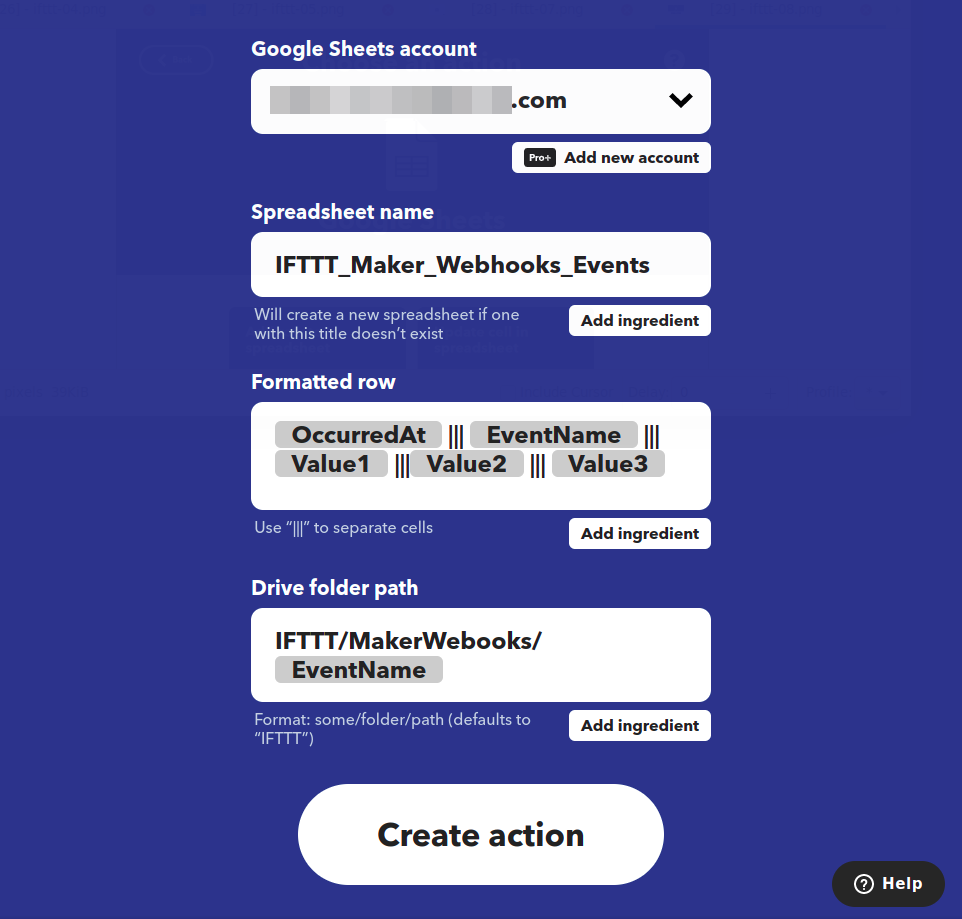 Google Sheets account
.com
Pro+ Add new account
Spreadsheet name
IFTTT_Maker_Webhooks_Events
Will create a new spreadsheet if one
with this title doesn’t exist
Add ingredient
Formatted row
OccurredAt ||| EventName |||
Value1 ||| Value2 ||| Value3
Use “|||” to separate cells
Add ingredient
Drive folder path
IFTTT/MakerWebooks/
EventName
Format: some/folder/path (defaults to
“IFTTT”)
Add ingredient
Create action
? Help